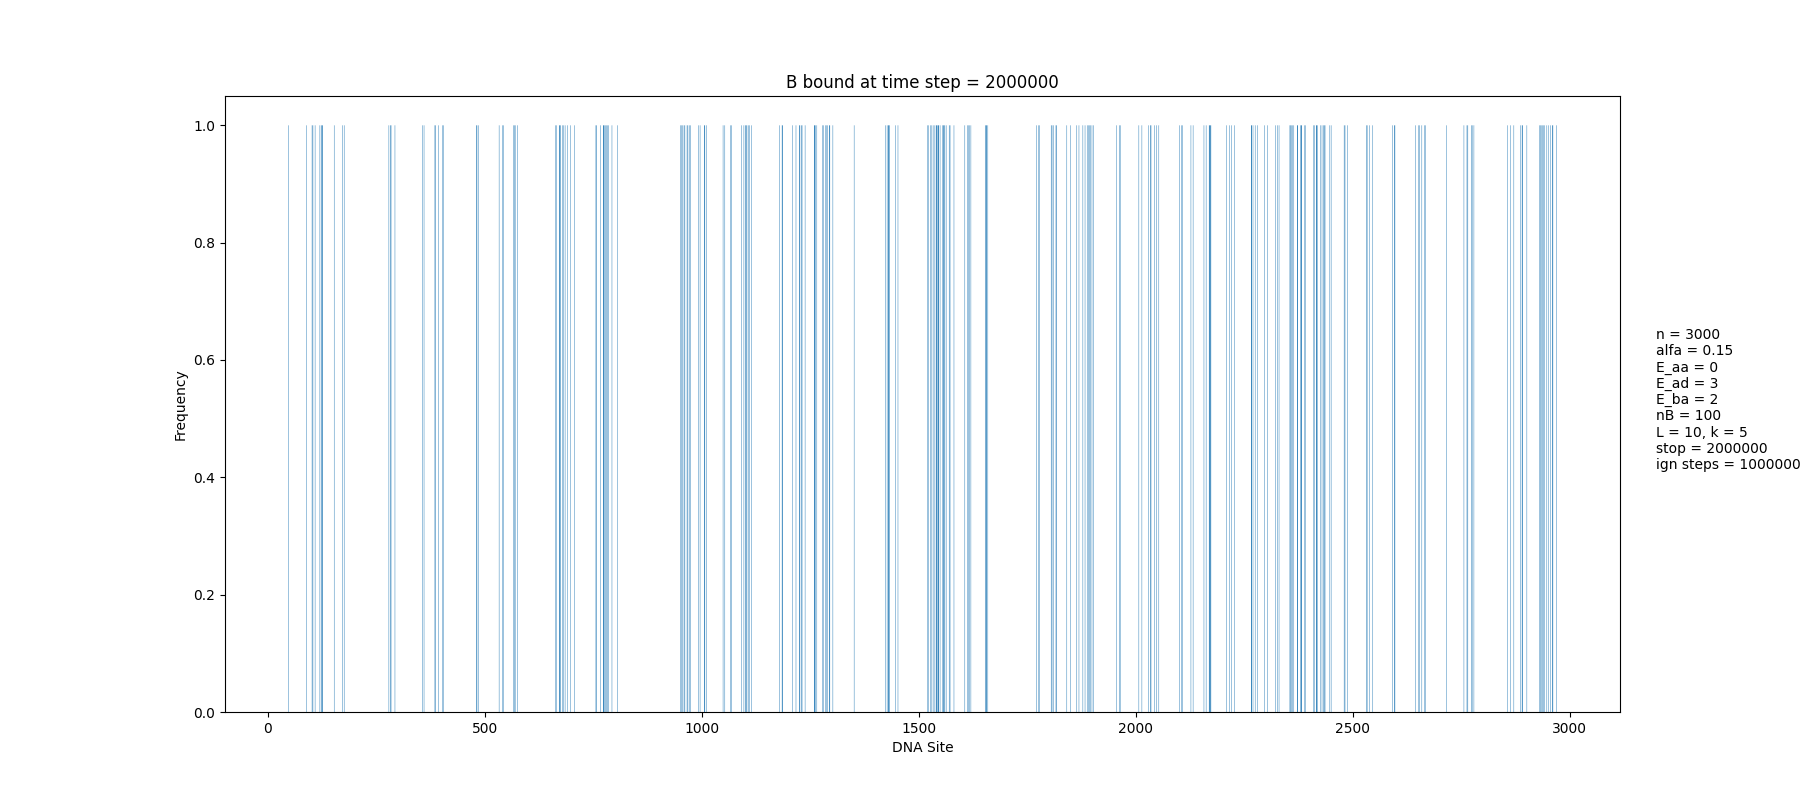 B bound at time step = 2000000
1.0
0.8
0.6
0.4
0.2
0.0
Frequency
0 500 1000 1500 2000 2500 3000
DNA Site
n = 3000
alfa = 0.15
E_aa = 0
E_ad = 3
E_ba = 2
nB = 100
L = 10, k = 5
stop = 2000000
ign steps = 1000000